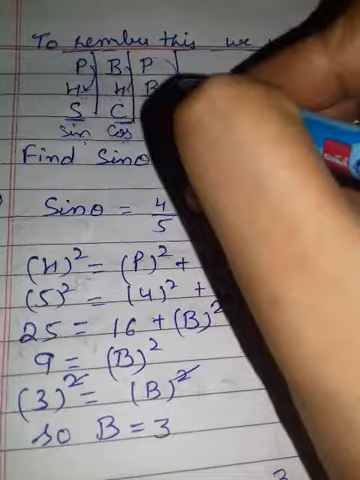 To remember this we
P B P
H H B
S C
Sin Cos
Find Sinθ
Sinθ = 4/5
(H)² = (P)² +
(5)² = (4)² +
25 = 16 + (B)²
9 = (B)²
(3)² = (B)²
so B = 3